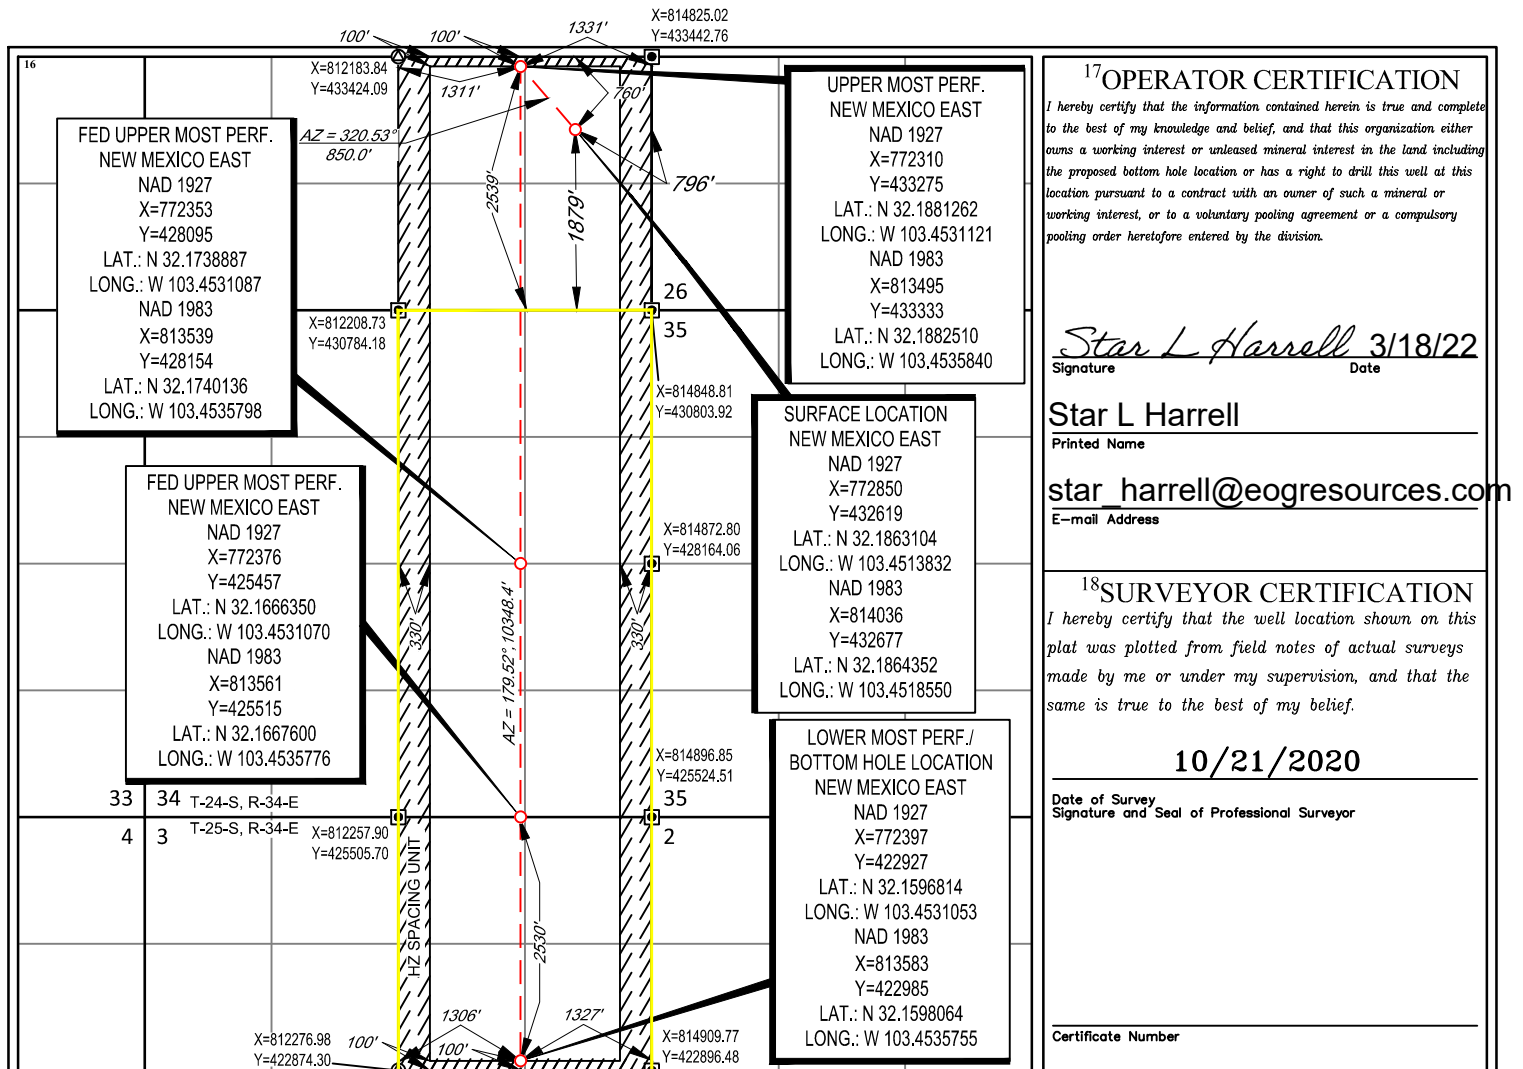 16
100'
100'
1331'
X=814825.02
Y=433442.76
X=812183.84
Y=433424.09
1311'
760'
AZ = 320.53°
850.0'
2539'
1879'
796'
FED UPPER MOST PERF.
NEW MEXICO EAST
NAD 1927
X=772353
Y=428095
LAT.: N 32.1738887
LONG.: W 103.4531087
NAD 1983
X=813539
Y=428154
LAT.: N 32.1740136
LONG.: W 103.4535798
UPPER MOST PERF.
NEW MEXICO EAST
NAD 1927
X=772310
Y=433275
LAT.: N 32.1881262
LONG.: W 103.4531121
NAD 1983
X=813495
Y=433333
LAT.: N 32.1882510
LONG.: W 103.4535840
26
35
X=812208.73
Y=430784.18
X=814848.81
Y=430803.92
SURFACE LOCATION
NEW MEXICO EAST
NAD 1927
X=772850
Y=432619
LAT.: N 32.1863104
LONG.: W 103.4513832
NAD 1983
X=814036
Y=432677
LAT.: N 32.1864352
LONG.: W 103.4518550
FED UPPER MOST PERF.
NEW MEXICO EAST
NAD 1927
X=772376
Y=425457
LAT.: N 32.1666350
LONG.: W 103.4531070
NAD 1983
X=813561
Y=425515
LAT.: N 32.1667600
LONG.: W 103.4535776
X=814872.80
Y=428164.06
330'
330'
AZ = 179.52°, 10348.4'
X=814896.85
Y=425524.51
LOWER MOST PERF./
BOTTOM HOLE LOCATION
NEW MEXICO EAST
NAD 1927
X=772397
Y=422927
LAT.: N 32.1596814
LONG.: W 103.4531053
NAD 1983
X=813583
Y=422985
LAT.: N 32.1598064
LONG.: W 103.4535755
33 34 T-24-S, R-34-E
4 3 T-25-S, R-34-E
X=812257.90
Y=425505.70
35
2
HZ SPACING UNIT
2530'
1306'
1327'
X=812276.98
Y=422874.30
100'
100'
X=814909.77
Y=422896.48
17 OPERATOR CERTIFICATION
I hereby certify that the information contained herein is true and complete
to the best of my knowledge and belief, and that this organization either
owns a working interest or unleased mineral interest in the land including
the proposed bottom hole location or has a right to drill this well at this
location pursuant to a contract with an owner of such a mineral or
working interest, or to a voluntary pooling agreement or a compulsory
pooling order heretofore entered by the division.
Star L Harrell 3/18/22
Signature Date
Star L Harrell
Printed Name
star_harrell@eogresources.com
E-mail Address
18 SURVEYOR CERTIFICATION
I hereby certify that the well location shown on this
plat was plotted from field notes of actual surveys
made by me or under my supervision, and that the
same is true to the best of my belief.
10/21/2020
Date of Survey
Signature and Seal of Professional Surveyor
Certificate Number